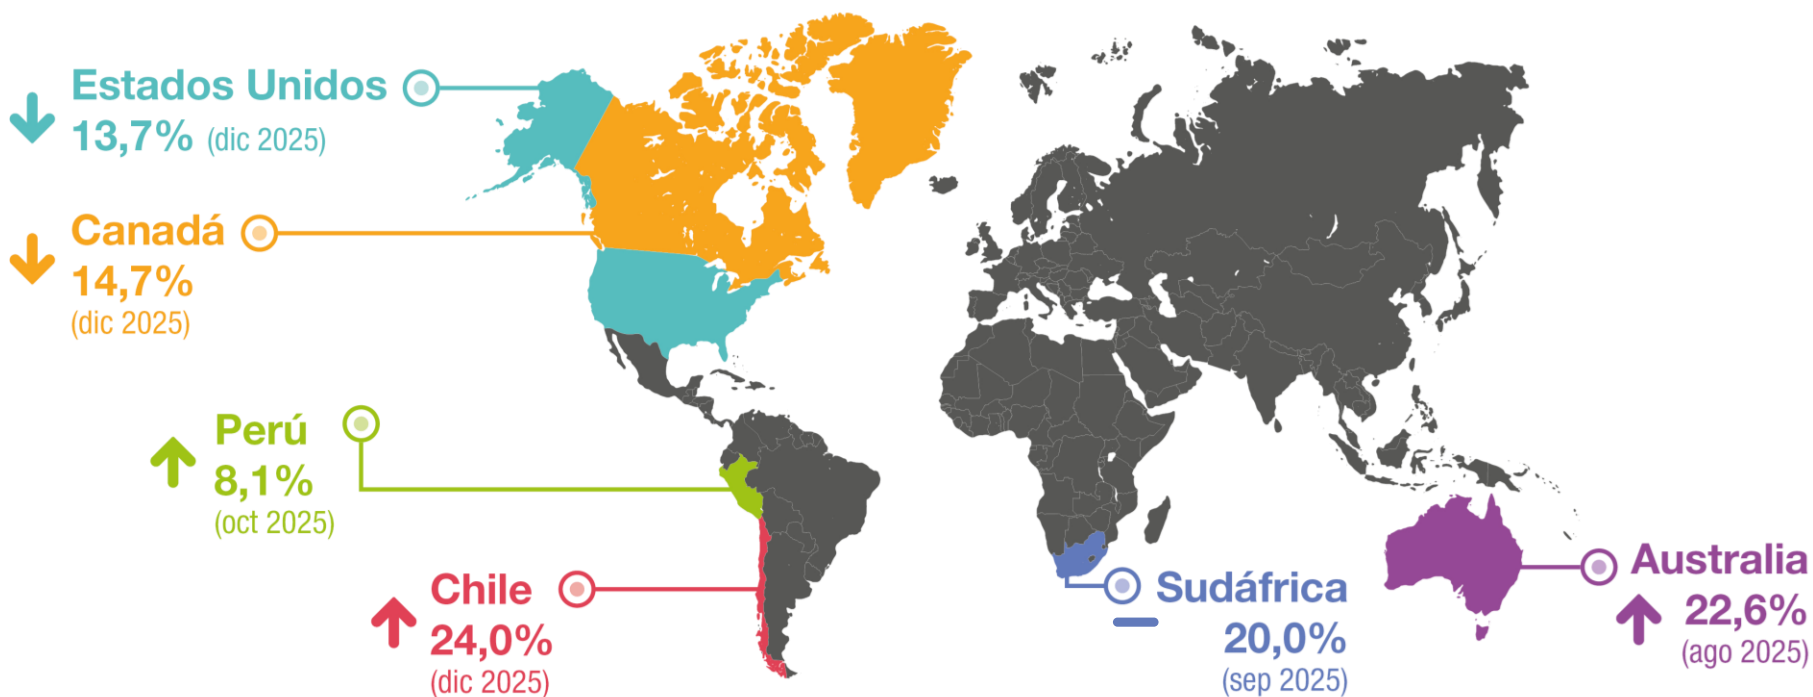 Estados Unidos
13,7% (dic 2025)
Canadá
14,7%
(dic 2025)
Perú
8,1%
(oct 2025)
Chile
24,0%
(dic 2025)
Sudáfrica
20,0%
(sep 2025)
Australia
22,6%
(ago 2025)